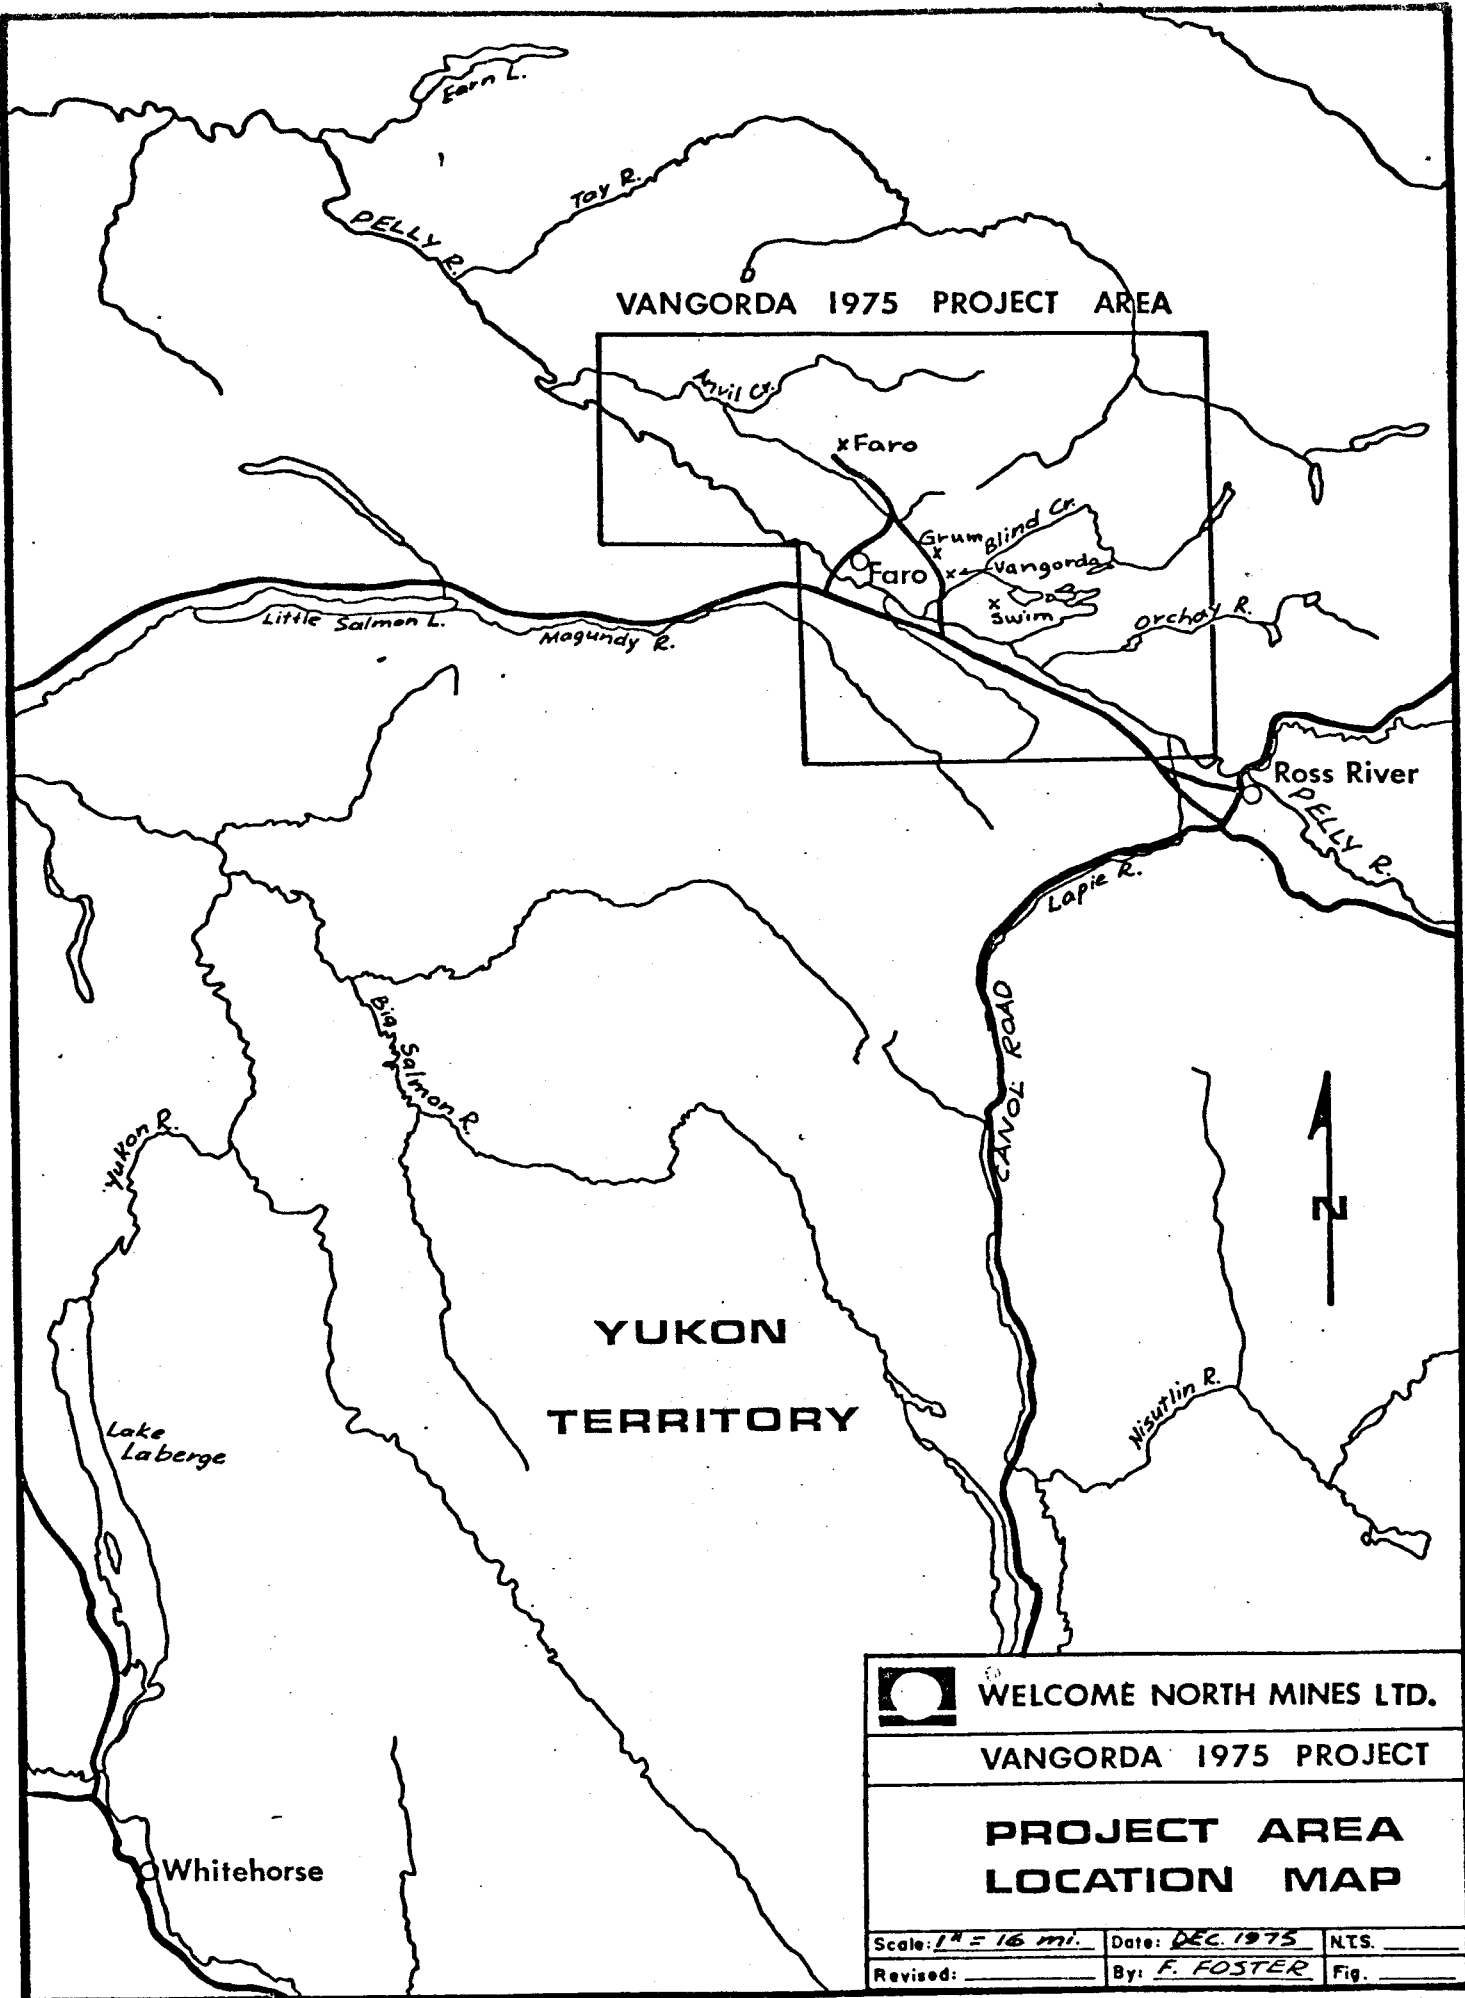 Earn L.
Tay R.
PELLY R.
VANGORDA 1975 PROJECT AREA
Anvil Cr.
xFaro
Grum
x
Blind Cr.
Faro
x
Vangorda
x
Swim
Orchay R.
Little Salmon L.
Magundy R.
Ross River
PELLY R.
Lapie R.
CANOL ROAD
Big Salmon R.
Yukon R.
N
YUKON
TERRITORY
Nisutlin R.
Lake
Laberge
Whitehorse
WELCOME NORTH MINES LTD.
VANGORDA 1975 PROJECT
PROJECT AREA
LOCATION MAP
Scale: 1" = 16 mi. Date: DEC. 1975 N.T.S.
Revised: By: F. FOSTER Fig.